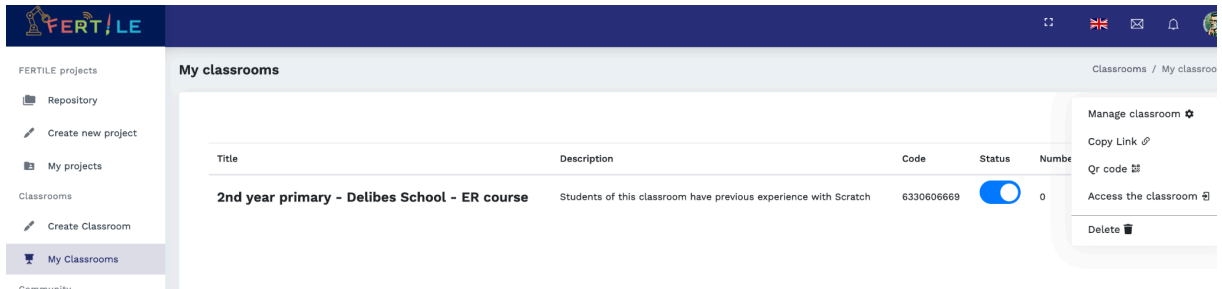 FERTILE
FERTILE projects
Repository
Create new project
My projects
Classrooms
Create Classroom
My Classrooms
Community
My classrooms
Classrooms / My classroo
Title Description Code Status Numbe
2nd year primary - Delibes School - ER course Students of this classroom have previous experience with Scratch 6330606669 0
Manage classroom
Copy Link
Qr code
Access the classroom
Delete